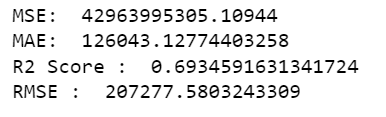 MSE:  42963995305.10944
MAE:  126043.12774403258
R2 Score :  0.6934591631341724
RMSE :  207277.5803243309